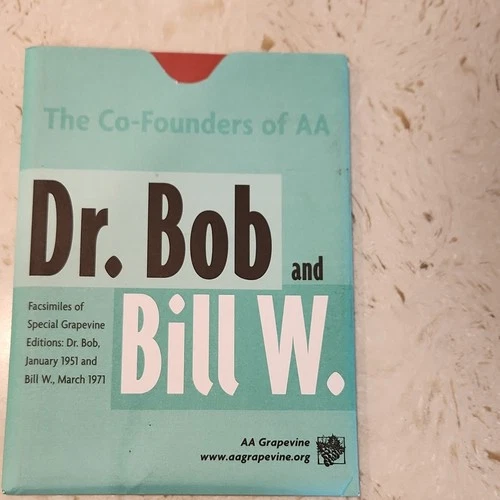 The Co-Founders of AA
Dr. Bob
and
Bill W.
Facsimiles of
Special Grapevine
Editions: Dr. Bob,
January 1951 and
Bill W., March 1971
AA Grapevine
www.aagrapevine.org